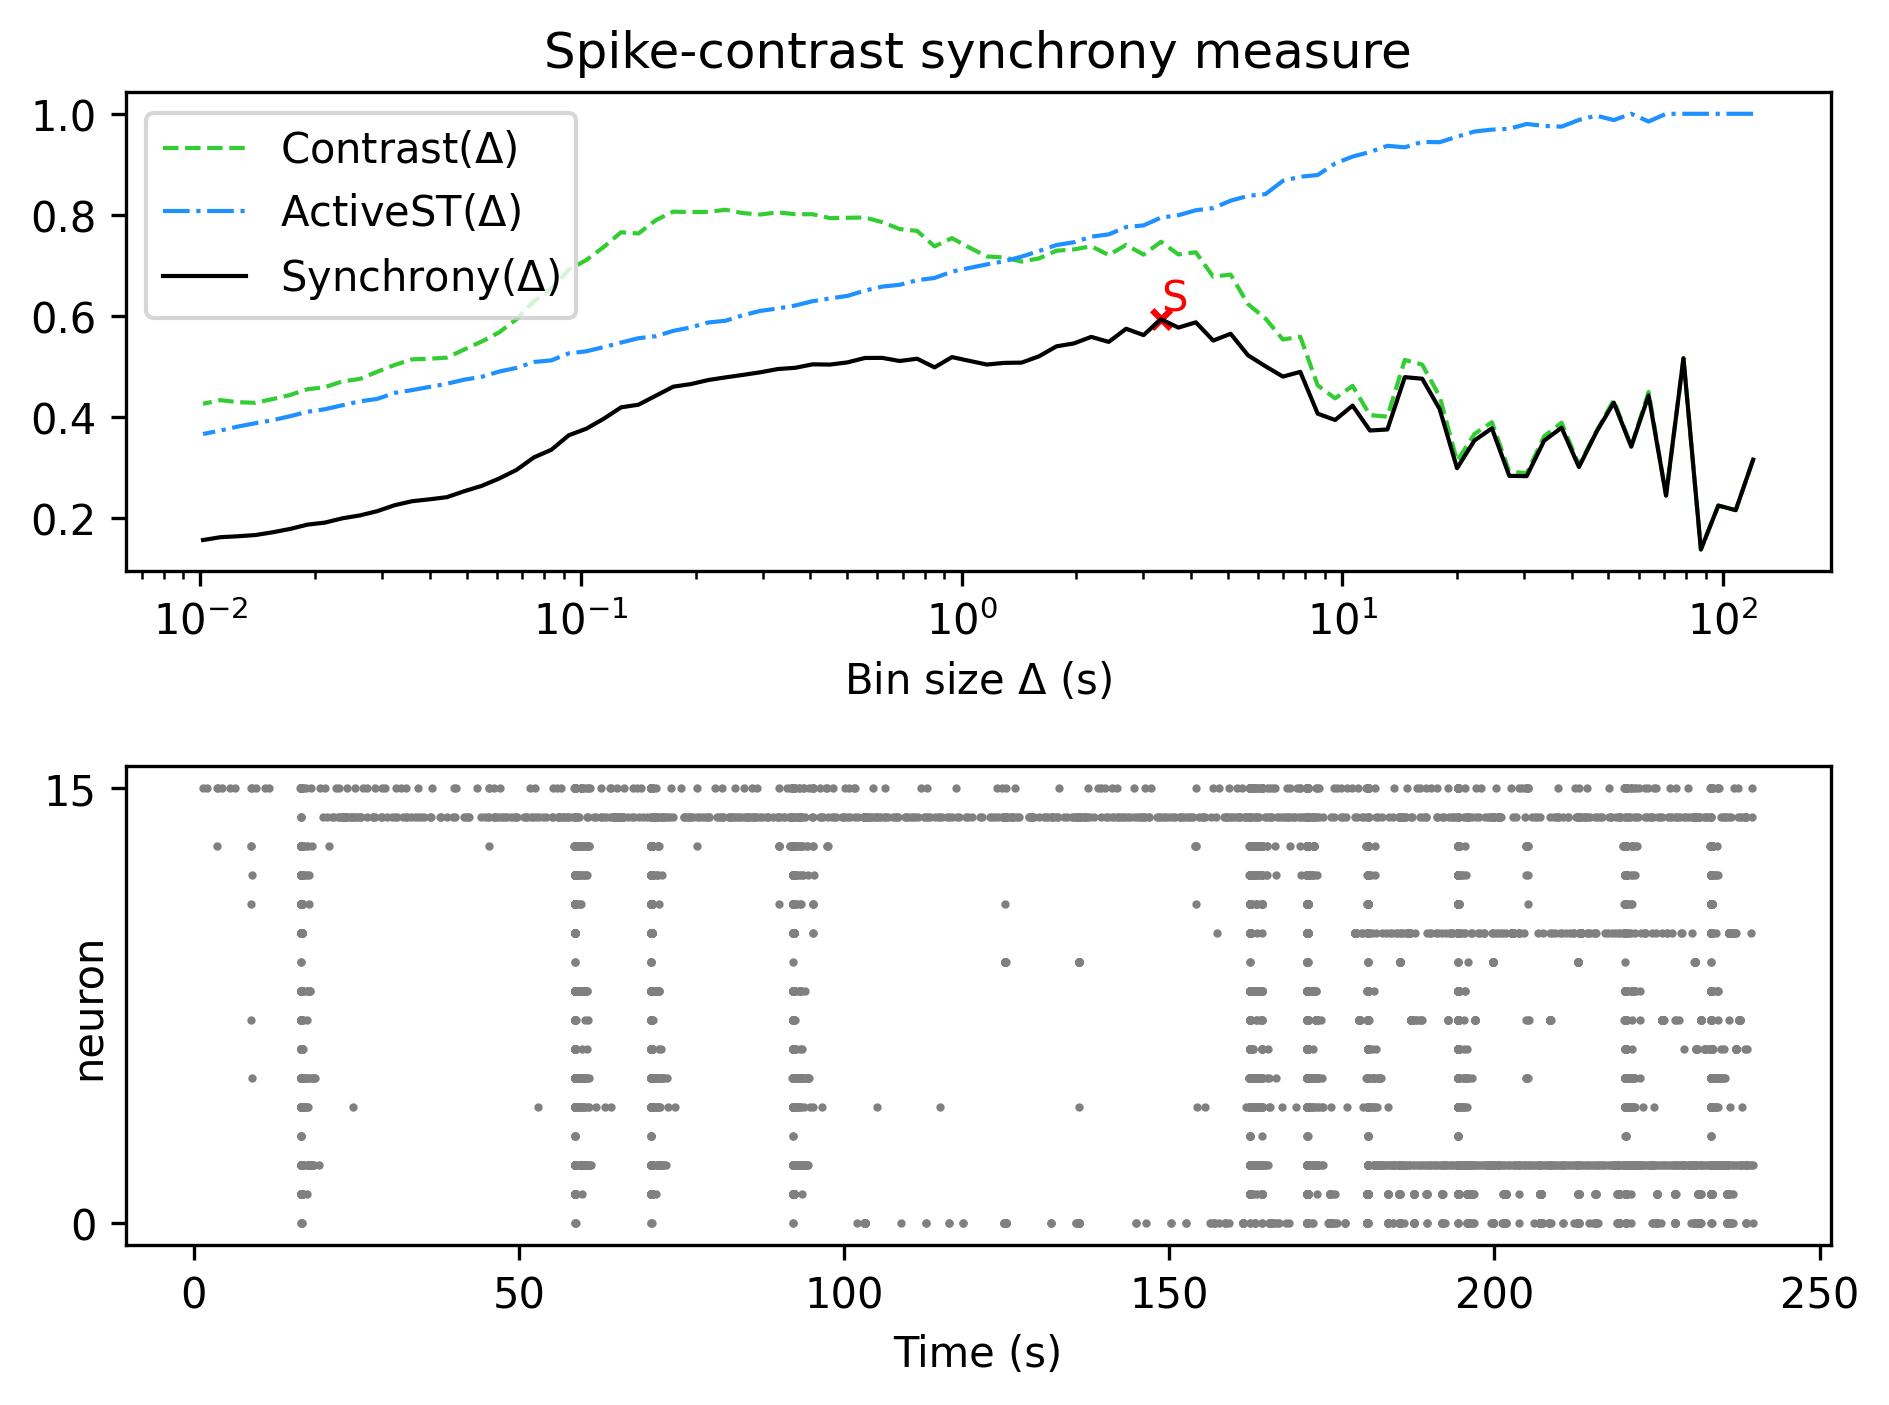 Spike-contrast synchrony measure
1.0
0.8
0.6
0.4
0.2
Contrast(Δ)
ActiveST(Δ)
Synchrony(Δ)
S
10⁻² 10⁻¹ 10⁰ 10¹ 10²
Bin size Δ (s)
15
0
neuron
0 50 100 150 200 250
Time (s)